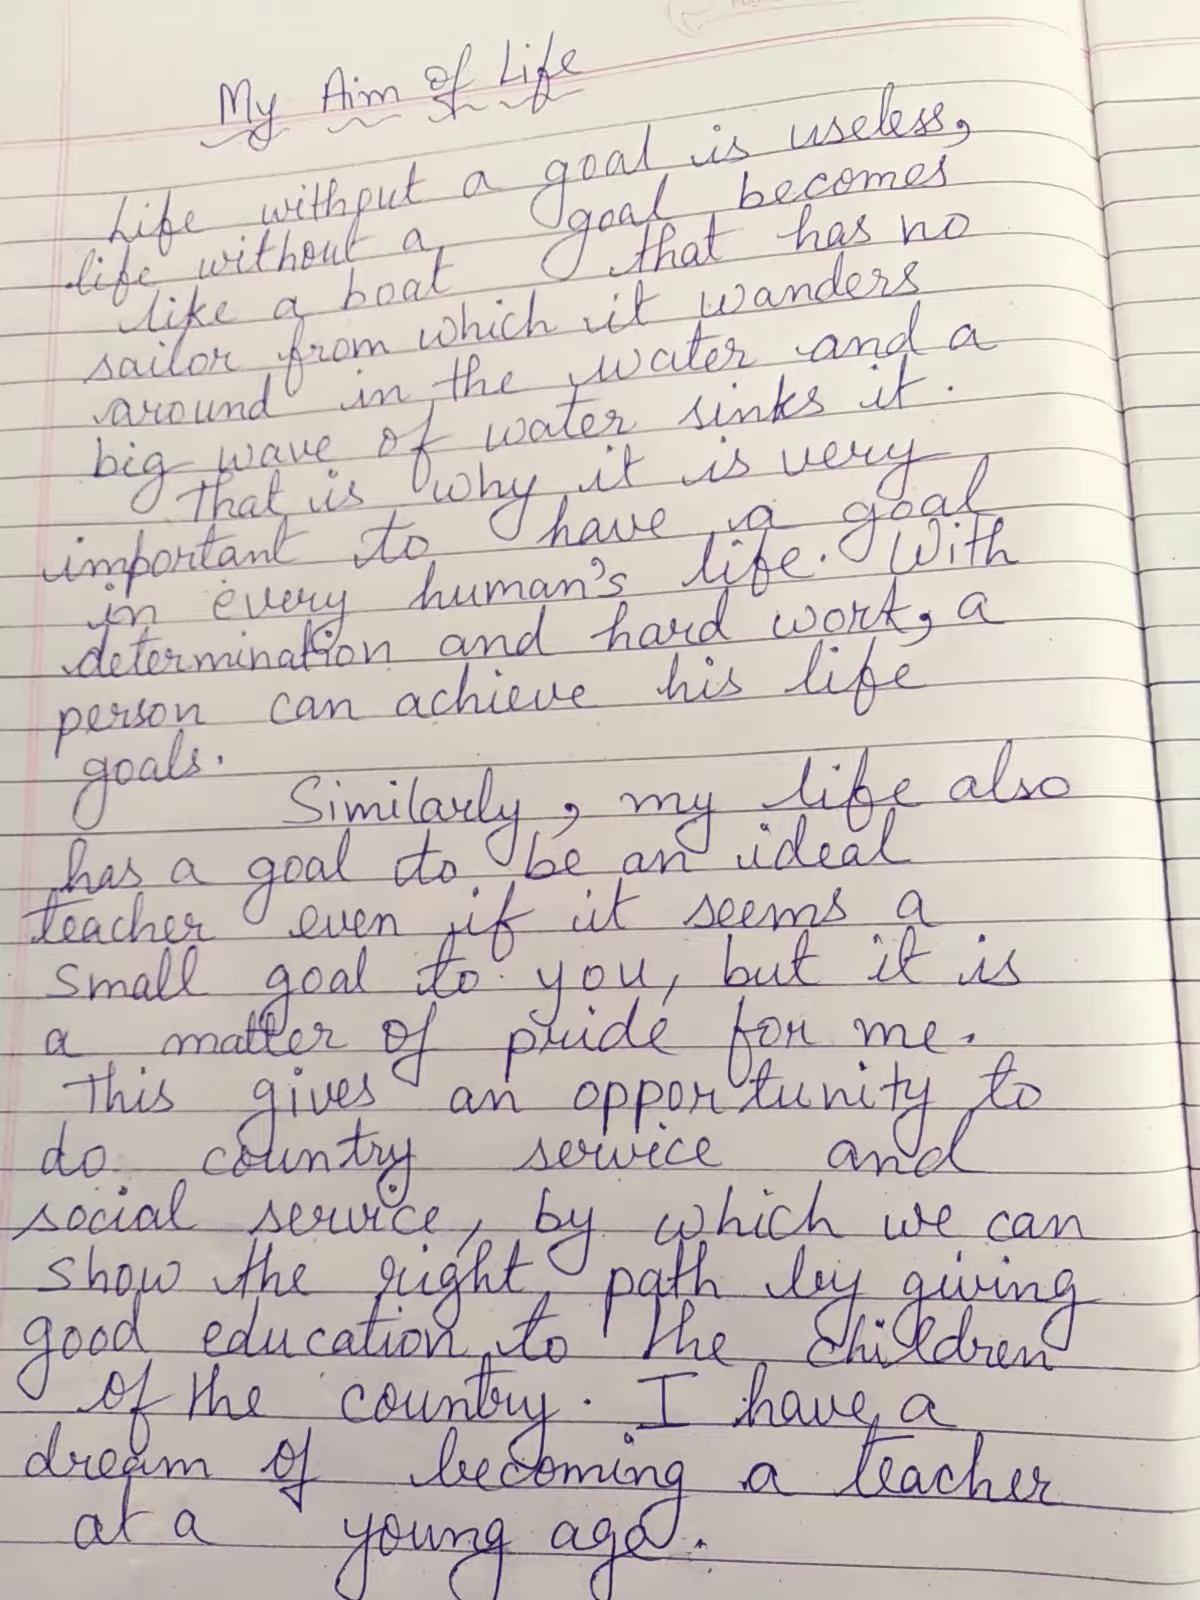 My Aim of Life
Life without a goal is useless,
life without a goal becomes
like a boat that has no
sailor from which it wanders
around in the water and a
big wave of water sinks it.
That is why it is very
important to have a goal
in every human's life. With
determination and hard work, a
person can achieve his life
goals.
Similarly, my life also
has a goal to be an ideal
teacher even if it seems a
small goal to you, but it is
a matter of pride for me.
This gives an opportunity to
do country service and
social service, by which we can
show the right path by giving
good education to the children
of the country. I have a
dream of becoming a teacher
at a young age.